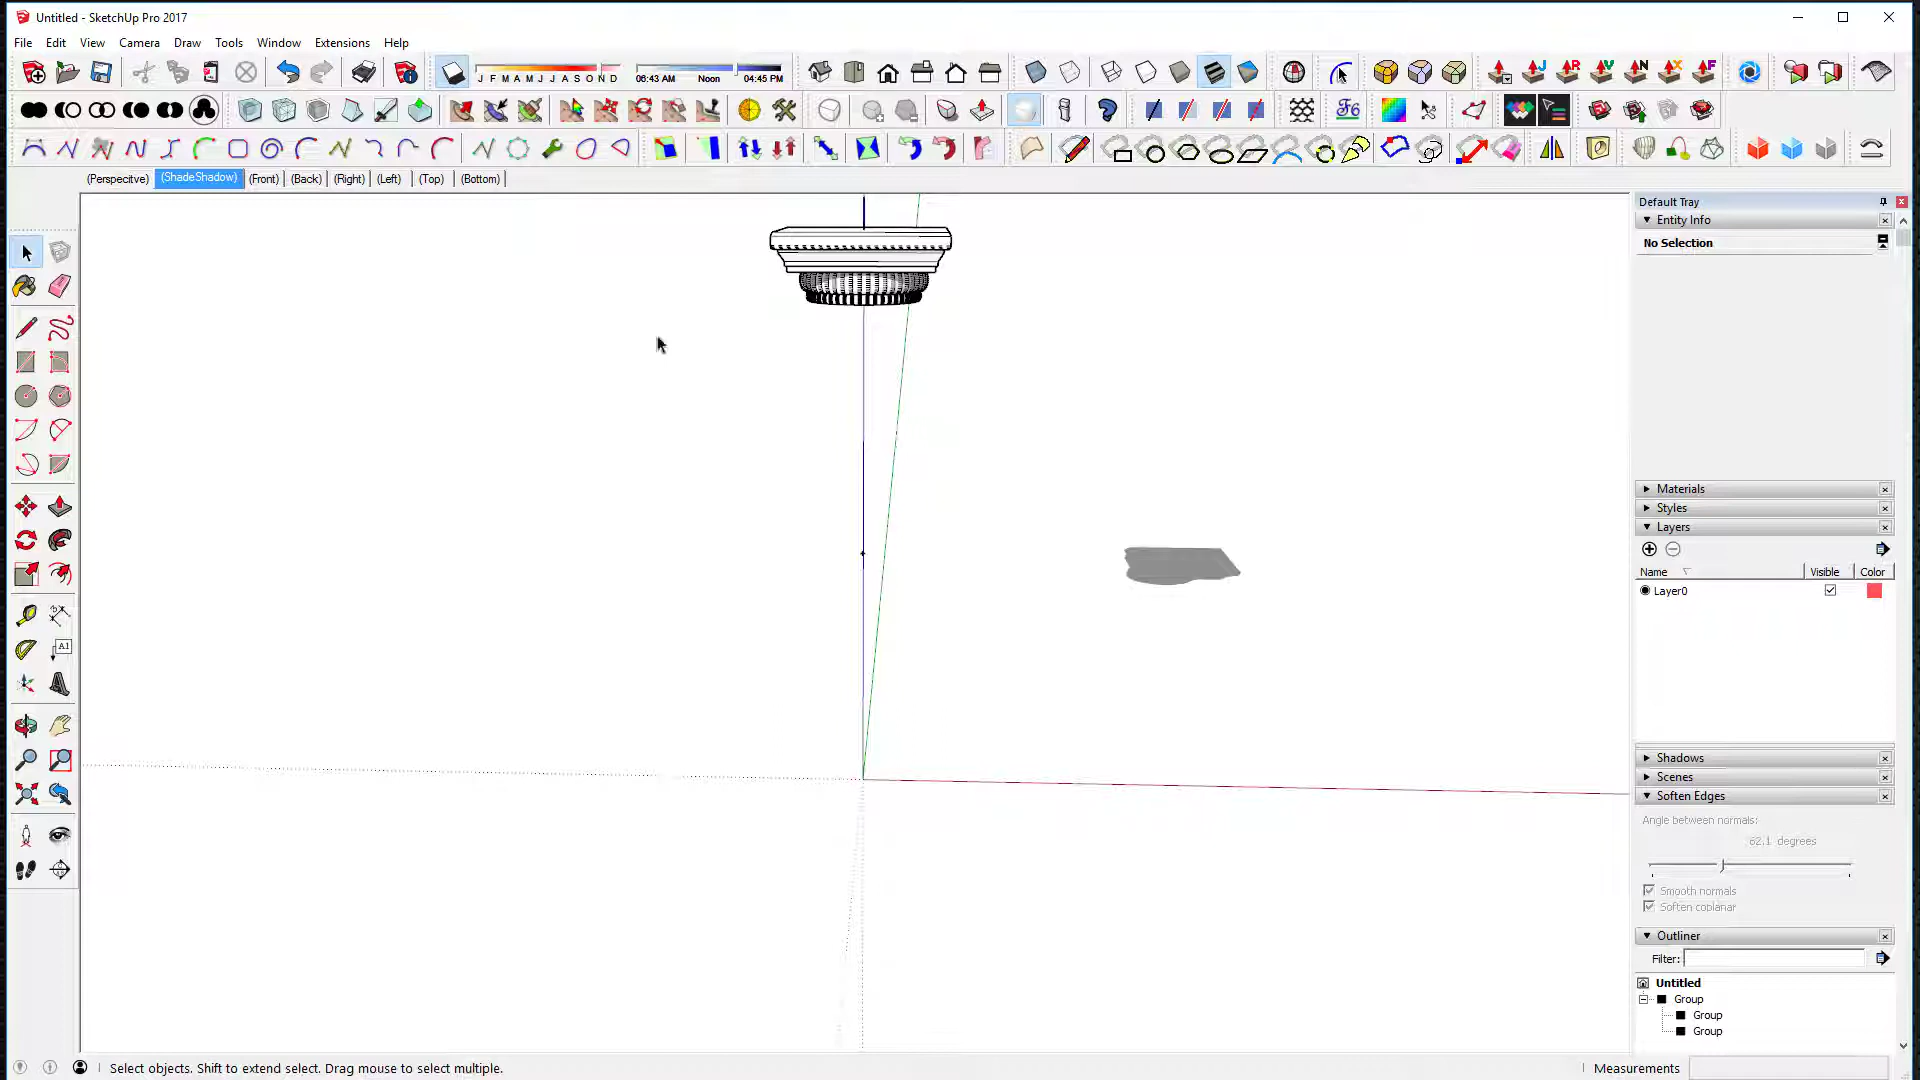 Untitled - SketchUp Pro 2017
File Edit View Camera Draw Tools Window Extensions Help
J F M A M J J A S O N D
06:43 AM Noon 04:45 PM
(Perspecitve) (ShadeShadow) (Front) (Back) (Right) (Left) (Top) (Bottom)
Default Tray
Entity Info
No Selection
Materials
Styles
Layers
Name Visible Color
Layer0
Shadows
Scenes
Soften Edges
Angle between normals:
62.1 degrees
Smooth normals
Soften coplanar
Outliner
Filter:
Untitled
Group
Group
Group
Select objects. Shift to extend select. Drag mouse to select multiple.
Measurements